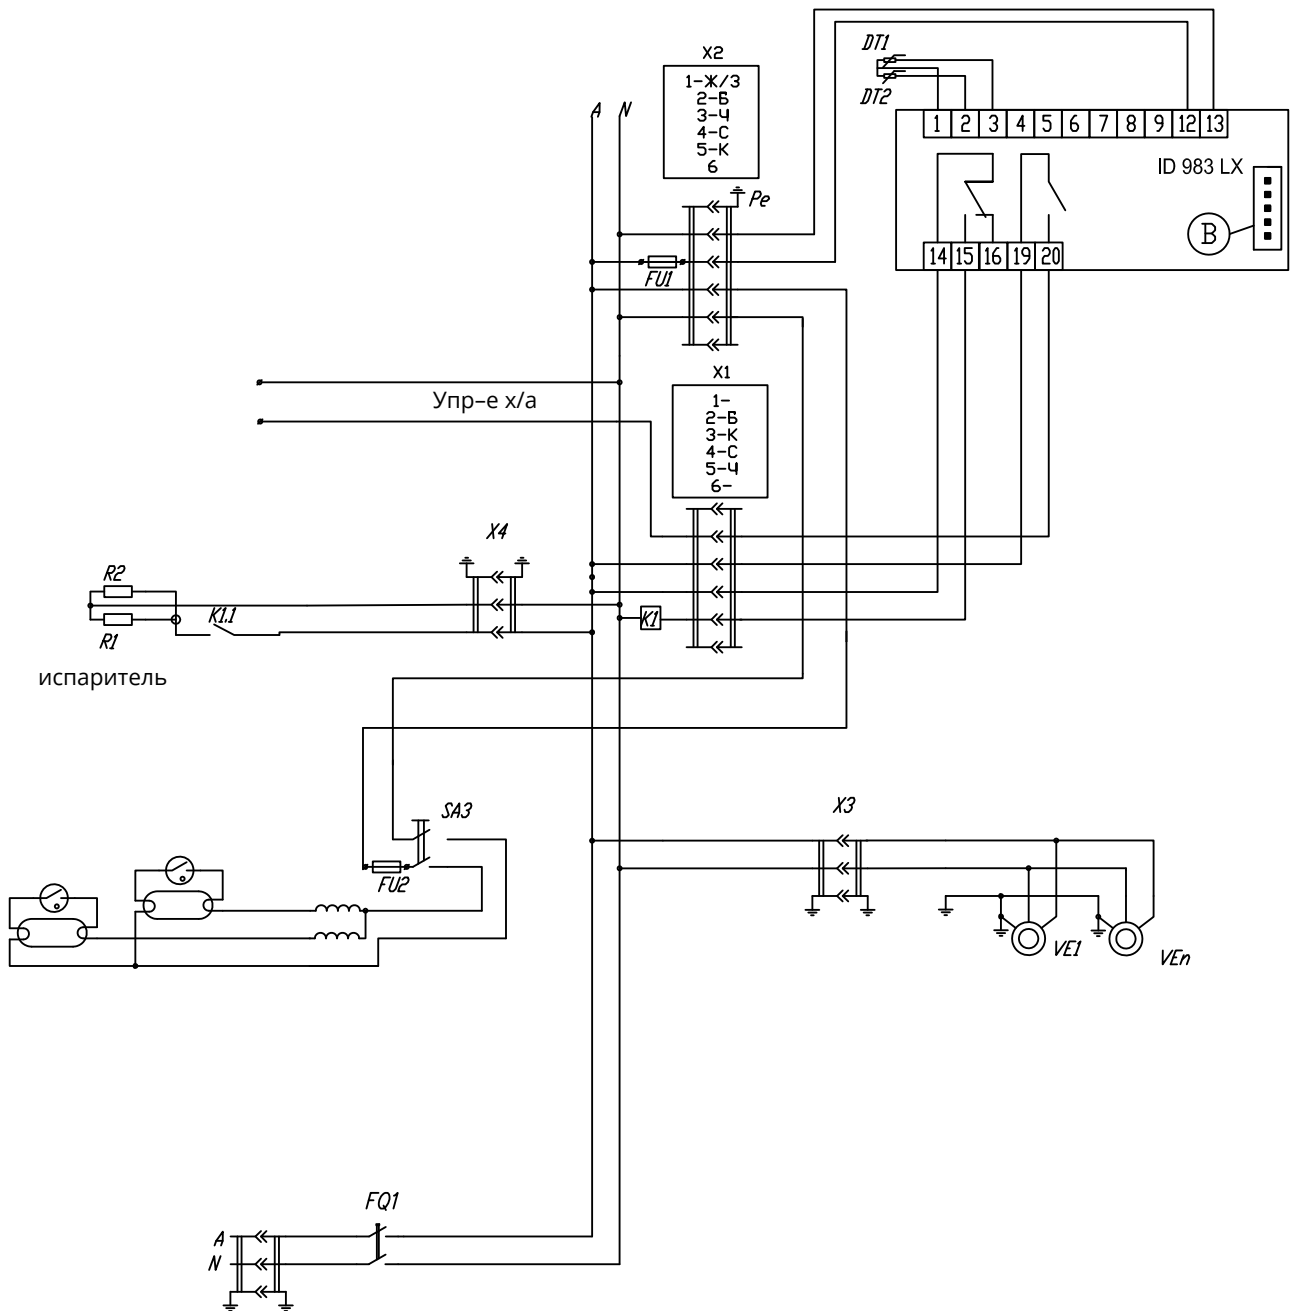 X2
1-Ж/З
2-Б
3-Ч
4-С
5-К
6
A N
DT1
DT2
1 2 3 4 5 6 7 8 9 12 13
ID 983 LX
B
14 15 16 19 20
Pe
FU1
X1
1-
2-Б
3-К
4-С
5-Ч
6-
Упр-е х/а
X4
R2
K1.1
R1
K1
испаритель
SA3
FU2
X3
VE1
VEn
FQ1
A
N